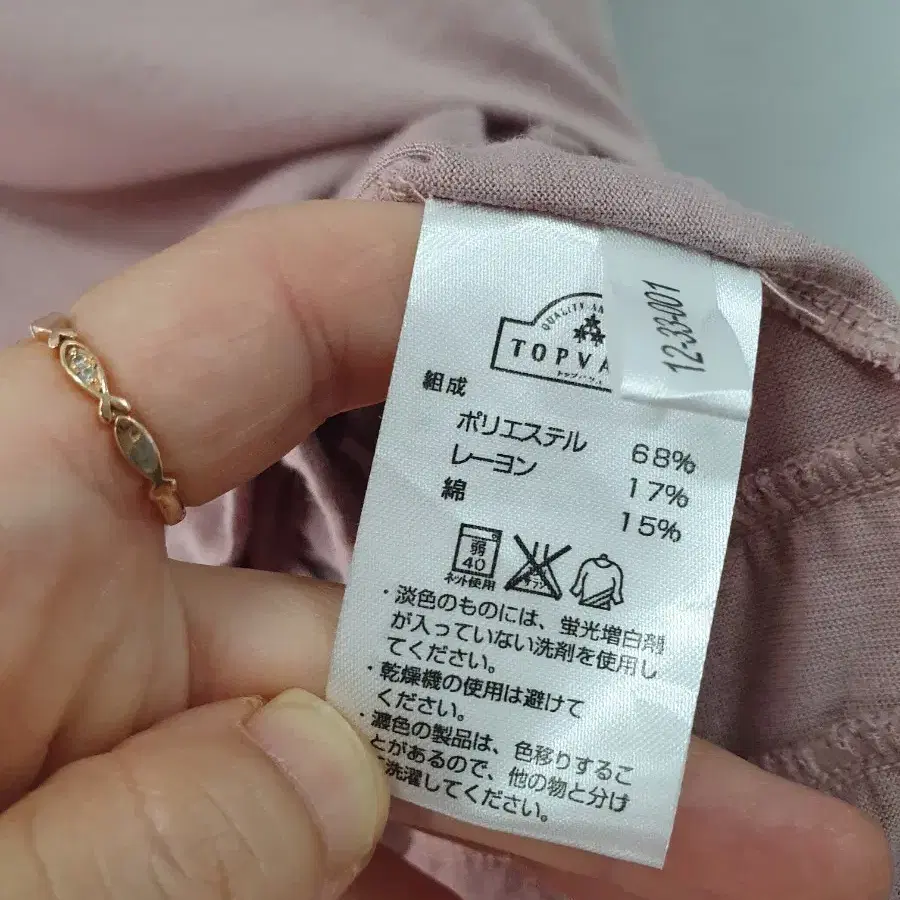 QUALITY AN
TOPVA
12-33-001
組成
ポリエステル 68%
レーヨン 17%
綿 15%
弱
40
ネット使用
・淡色のものには、蛍光増白剤
が入っていない洗剤を使用し
てください。
・乾燥機の使用は避けて
ください。
・濃色の製品は、色移りするこ
とがあるので、他の物と分け
洗濯してください。